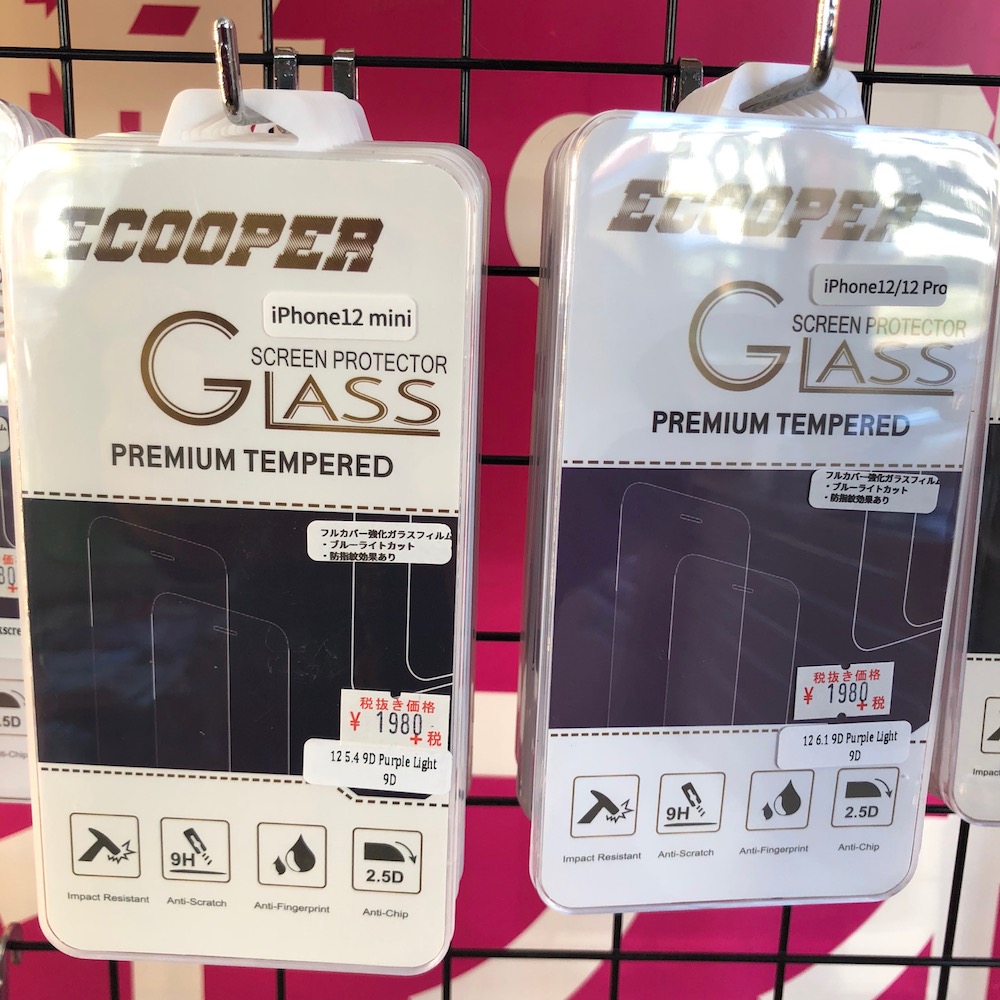 ECOOPER
iPhone12 mini
SCREEN PROTECTOR
GLASS
PREMIUM TEMPERED
フルカバー強化ガラスフィルム
・ブルーライトカット
・防指紋効果あり
税抜き価格
¥ 1980
+税
12 5.4 9D Purple Light
9D
9H
2.5D
Impact Resistant
Anti-Scratch
Anti-Fingerprint
Anti-Chip
ECOOPER
iPhone12/12 Pro
SCREEN PROTECTOR
GLASS
PREMIUM TEMPERED
フルカバー強化ガラスフィルム
・ブルーライトカット
・防指紋効果あり
税抜き価格
¥ 1980
+税
12 6.1 9D Purple Light
9D
9H
2.5D
Impact Resistant
Anti-Scratch
Anti-Fingerprint
Anti-Chip